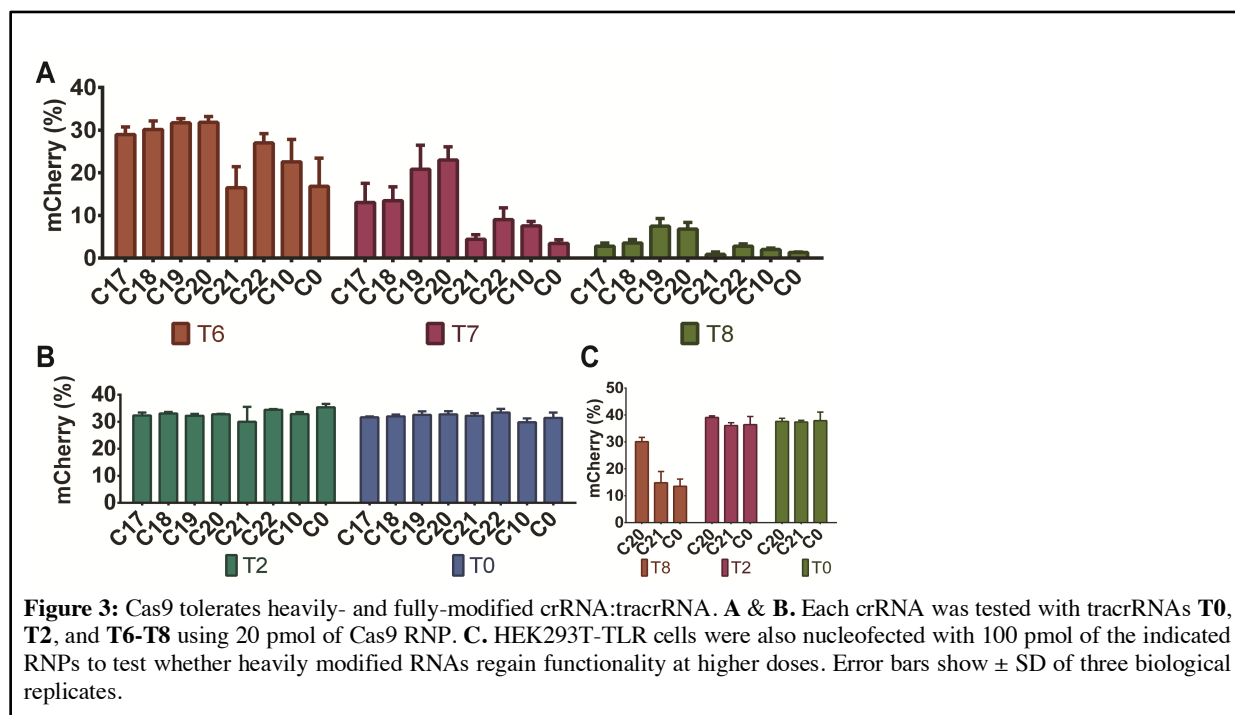 A
mCherry (%)
40
30
20
10
0
C17 C18 C19 C20 C21 C22 C10 C0 C17 C18 C19 C20 C21 C22 C10 C0 C17 C18 C19 C20 C21 C22 C10 C0
T6 T7 T8
B
mCherry (%)
40
30
20
10
0
C17 C18 C19 C20 C21 C22 C10 C0 C17 C18 C19 C20 C21 C22 C10 C0
T2 T0
C
mCherry (%)
50
40
30
20
10
0
C20 C21 C0 C20 C21 C0 C20 C21 C0
T8 T2 T0
Figure 3: Cas9 tolerates heavily- and fully-modified crRNA:tracrRNA. A & B. Each crRNA was tested with tracrRNAs T0,
T2, and T6-T8 using 20 pmol of Cas9 RNP. C. HEK293T-TLR cells were also nucleofected with 100 pmol of the indicated
RNPs to test whether heavily modified RNAs regain functionality at higher doses. Error bars show ± SD of three biological
replicates.